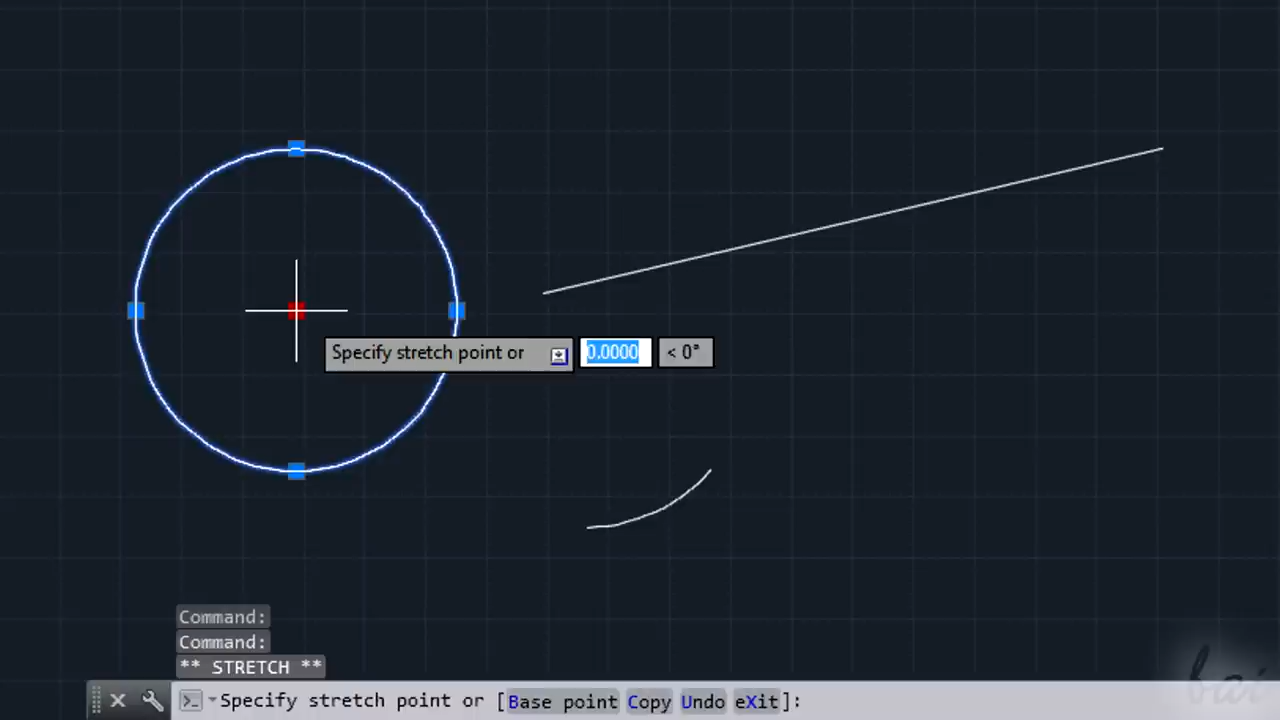 Specify stretch point or 0.0000 < 0°
Command:
Command:
** STRETCH **
Specify stretch point or [Base point Copy Undo eXit]:
bai